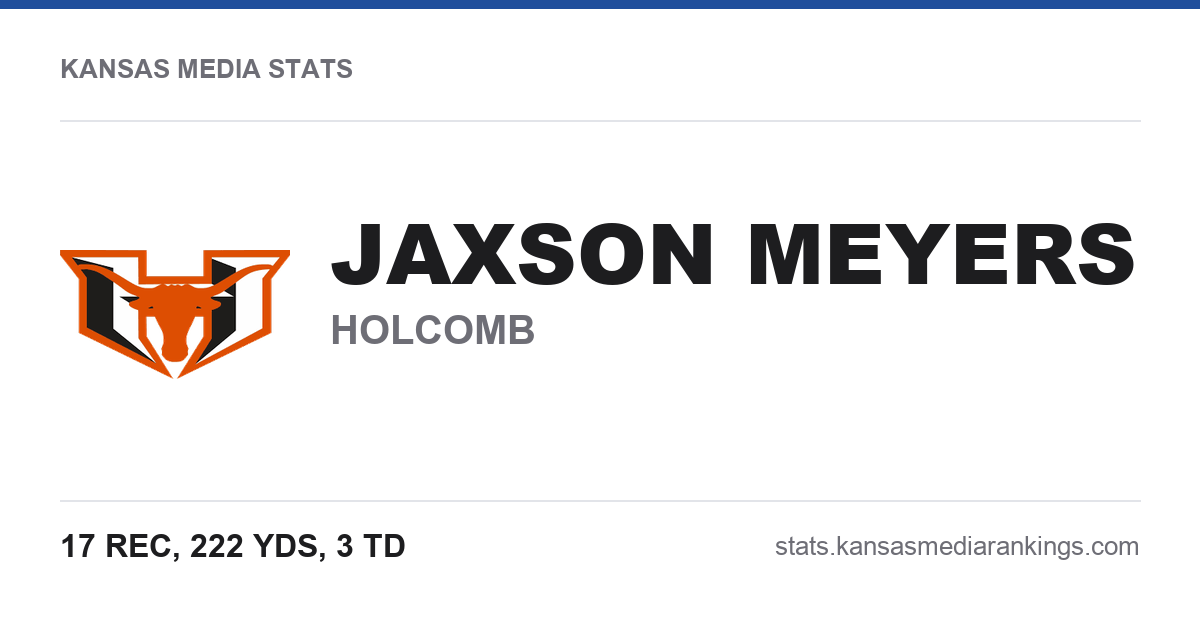 KANSAS MEDIA STATS
JAXSON MEYERS
HOLCOMB
17 REC, 222 YDS, 3 TD
stats.kansasmediarankings.com